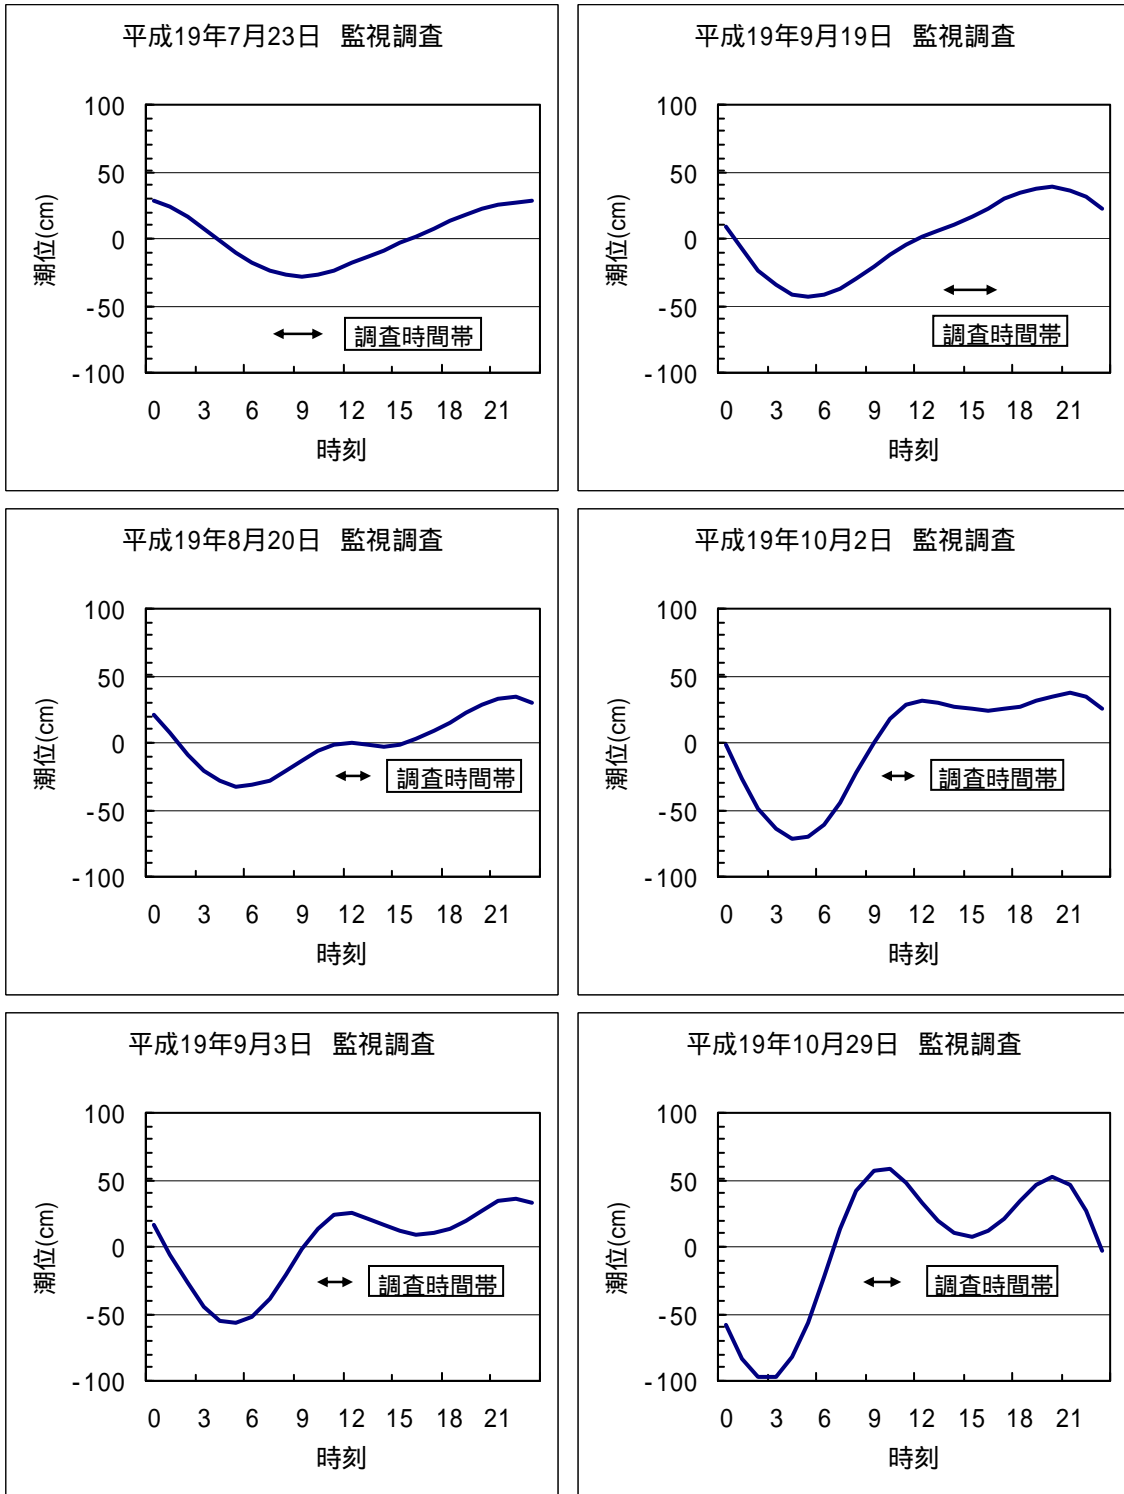 平成19年7月23日 監視調査
100
50
0
-50
-100
潮位(cm)
調査時間帯
0 3 6 9 12 15 18 21
時刻
平成19年9月19日 監視調査
100
50
0
-50
-100
潮位(cm)
調査時間帯
0 3 6 9 12 15 18 21
時刻
平成19年8月20日 監視調査
100
50
0
-50
-100
潮位(cm)
調査時間帯
0 3 6 9 12 15 18 21
時刻
平成19年10月2日 監視調査
100
50
0
-50
-100
潮位(cm)
調査時間帯
0 3 6 9 12 15 18 21
時刻
平成19年9月3日 監視調査
100
50
0
-50
-100
潮位(cm)
調査時間帯
0 3 6 9 12 15 18 21
時刻
平成19年10月29日 監視調査
100
50
0
-50
-100
潮位(cm)
調査時間帯
0 3 6 9 12 15 18 21
時刻